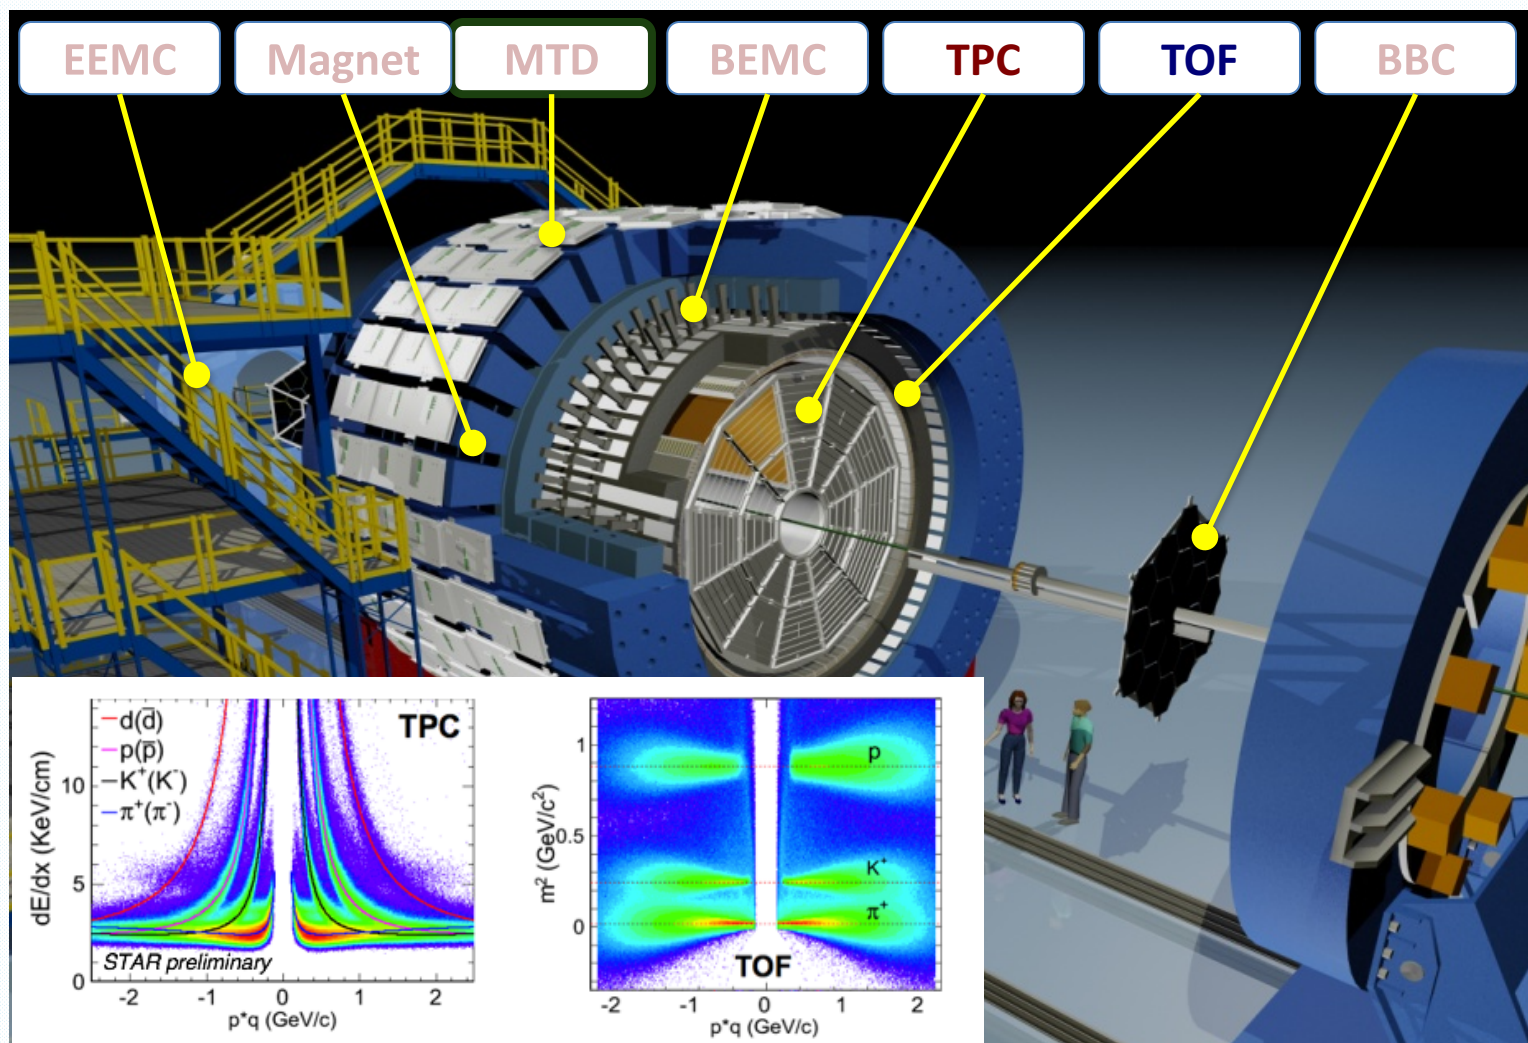 EEMC Magnet MTD BEMC TPC TOF BBC
TPC
d(d̅)
p(p̅)
K⁺(K⁻)
π⁺(π⁻)
dE/dx (KeV/cm)
10
5
0
STAR preliminary
-2 -1 0 1 2
p*q (GeV/c)
m² (GeV/c²)
1
0.5
0
p
K⁺
π⁺
TOF
-2 -1 0 1 2
p*q (GeV/c)